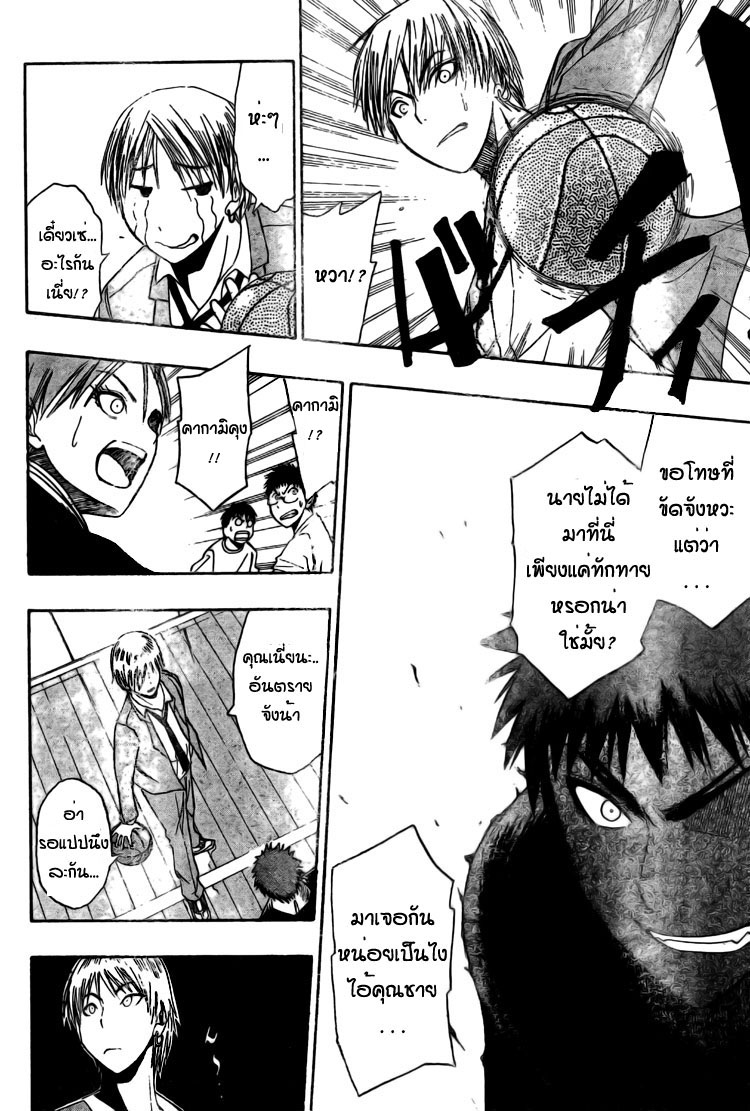 หวา!?
ห่ะๆ
...
เดี๋ยวเซ่...
อะไรกัน
เนี่ย!?
คากามิ
!?
คากามิคุง
!!
ขอโทษที่
ขัดจังหวะ
แต่ว่า
...
นายไม่ได้
มาที่นี่
เพียงแค่ทักทาย
หรอกน่า
ใช่มั้ย?
มาเจอกัน
หน่อยเป็นไง
ไอ้คุณชาย
...
คุณเนี่ยนะ..
อันตราย
จังน้า
อ่า
รอแปปนึง
ละกัน...